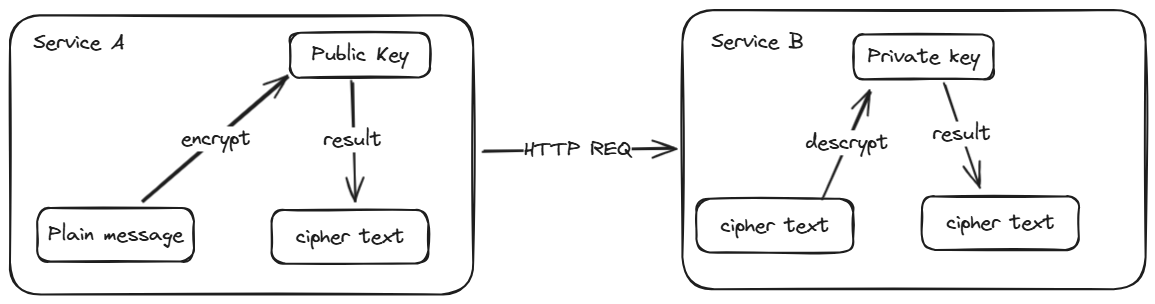 Service A
Public Key
encrypt
result
Plain message
cipher text
HTTP REQ
Service B
Private key
descrypt
result
cipher text
cipher text